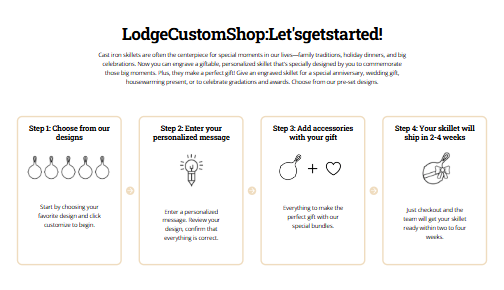 LodgeCustomShop:Let'sgetstarted!
Cast iron skillets are often the centerpiece for special moments in our lives—family traditions, holiday dinners, and big
celebrations. Now you can engrave a giftable, personalized skillet that's specially designed by you to commemorate
those big moments. Plus, they make a perfect gift! Give an engraved skillet for a special anniversary, wedding gift,
housewarming present, or to celebrate gradations and awards. Choose from our pre-set designs.
Step 1: Choose from our
designs
Start by choosing your
favorite design and click
customize to begin.
Step 2: Enter your
personalized message
Enter a personalized
message. Review your
design, confirm that
everything is correct.
Step 3: Add accessories
with your gift
Everything to make the
perfect gift with our
special bundles.
Step 4: Your skillet will
ship in 2-4 weeks
Just checkout and the
team will get your skillet
ready within two to four
weeks.